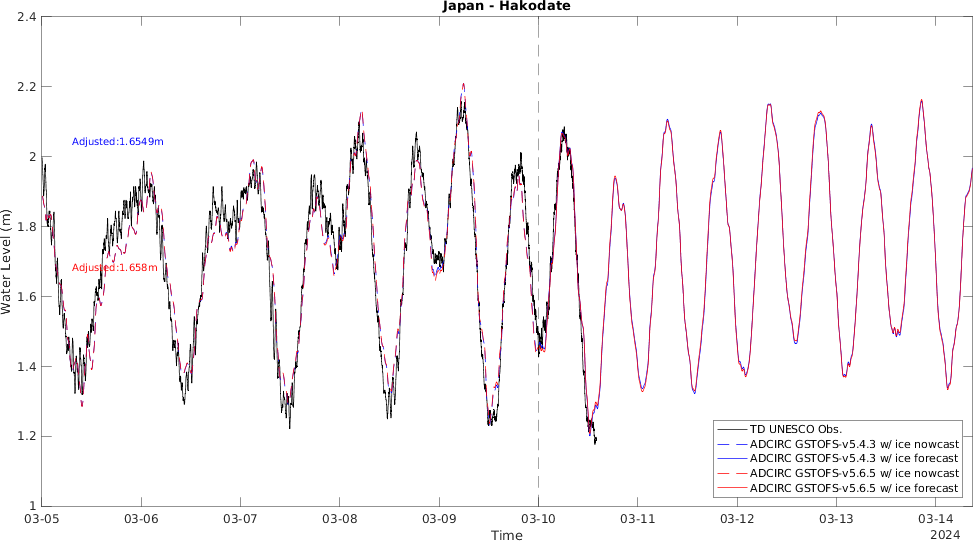 Japan - Hakodate
2.4
2.2
2
1.8
1.6
1.4
1.2
1
Water Level (m)
Adjusted:1.6549m
Adjusted:1.658m
TD UNESCO Obs.
ADCIRC GSTOFS-v5.4.3 w/ ice nowcast
ADCIRC GSTOFS-v5.4.3 w/ ice forecast
ADCIRC GSTOFS-v5.6.5 w/ ice nowcast
ADCIRC GSTOFS-v5.6.5 w/ ice forecast
03-05 03-06 03-07 03-08 03-09 03-10 03-11 03-12 03-13 03-14
Time
2024